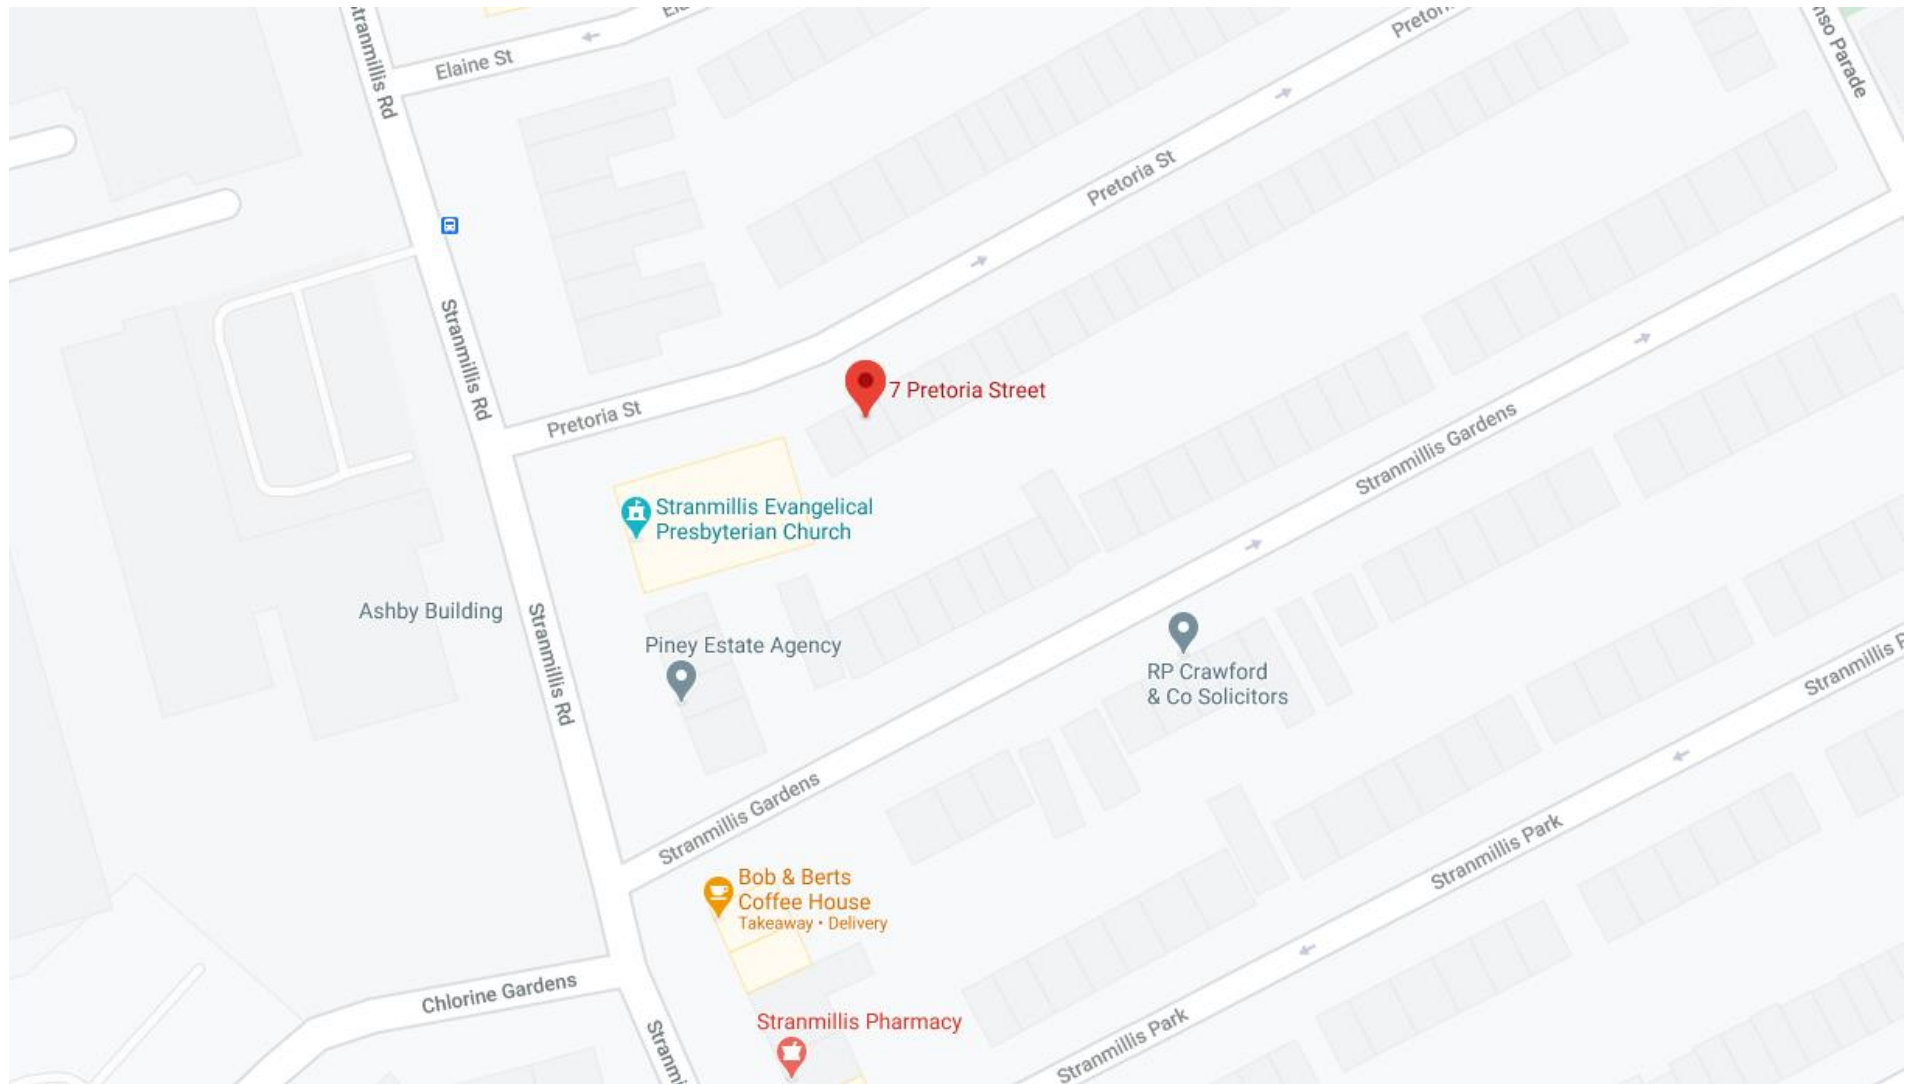 Stranmillis Rd
Elaine St
Pretoria St
Stranmillis Rd
Pretoria St
7 Pretoria Street
Stranmillis Evangelical
Presbyterian Church
Stranmillis Gardens
Ashby Building
Stranmillis Rd
Piney Estate Agency
RP Crawford
& Co Solicitors
Stranmillis Gardens
Stranmillis Park
Bob & Berts
Coffee House
Takeaway • Delivery
Chlorine Gardens
Stranmillis Pharmacy
Stranmillis Park